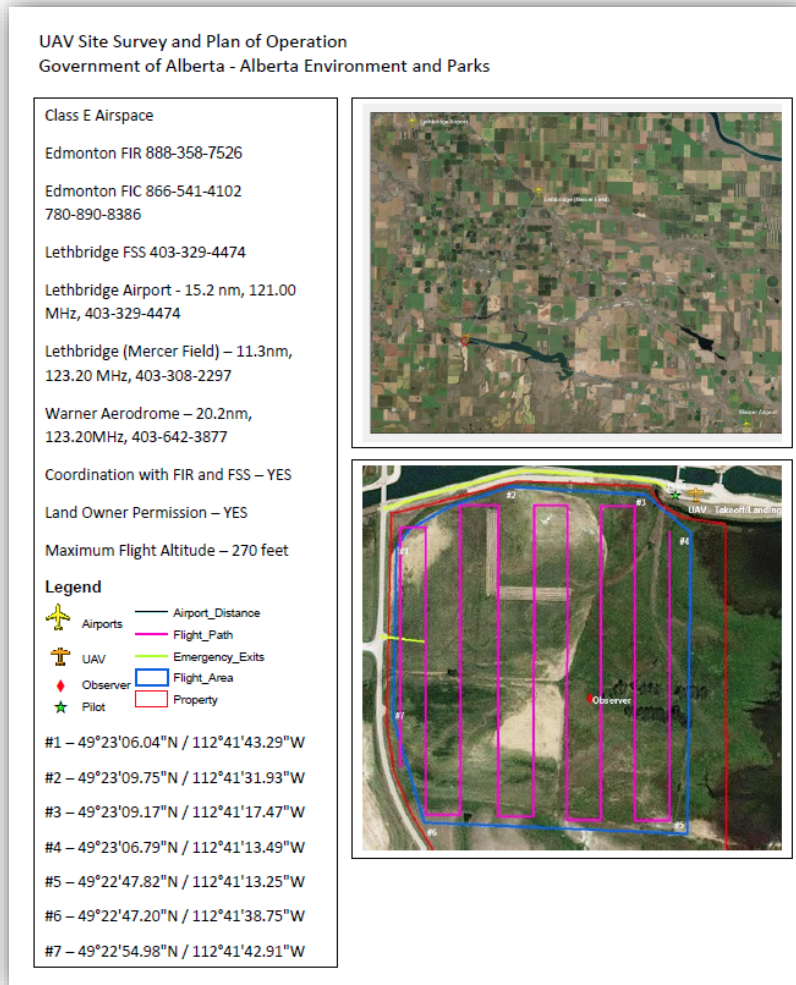 UAV Site Survey and Plan of Operation
Government of Alberta - Alberta Environment and Parks
Class E Airspace
Edmonton FIR 888-358-7526
Edmonton FIC 866-541-4102
780-890-8386
Lethbridge FSS 403-329-4474
Lethbridge Airport - 15.2 nm, 121.00
MHz, 403-329-4474
Lethbridge (Mercer Field) – 11.3nm,
123.20 MHz, 403-308-2297
Warner Aerodrome – 20.2nm,
123.20MHz, 403-642-3877
Coordination with FIR and FSS – YES
Land Owner Permission – YES
Maximum Flight Altitude – 270 feet
Legend
Airports
UAV
Observer
Pilot
Airport_Distance
Flight_Path
Emergency_Exits
Flight_Area
Property
#1 – 49°23'06.04"N / 112°41'43.29"W
#2 – 49°23'09.75"N / 112°41'31.93"W
#3 – 49°23'09.17"N / 112°41'17.47"W
#4 – 49°23'06.79"N / 112°41'13.49"W
#5 – 49°22'47.82"N / 112°41'13.25"W
#6 – 49°22'47.20"N / 112°41'38.75"W
#7 – 49°22'54.98"N / 112°41'42.91"W
Lethbridge Airport
Lethbridge (Mercer Field)
Warner Airport
#2
#3
UAV - Takeoff/Landing
#1
#4
Observer
#7
#5
#6